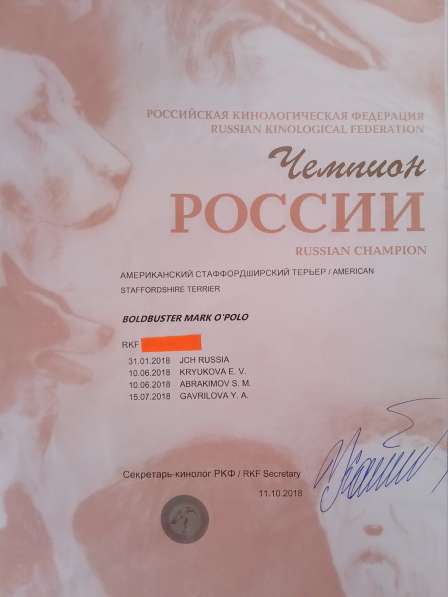 РОССИЙСКАЯ КИНОЛОГИЧЕСКАЯ ФЕДЕРАЦИЯ
RUSSIAN KINOLOGICAL FEDERATION
Чемпион
РОССИИ
RUSSIAN CHAMPION
АМЕРИКАНСКИЙ СТАФФОРДШИРСКИЙ ТЕРЬЕР / AMERICAN
STAFFORDSHIRE TERRIER
BOLDBUSTER MARK O'POLO
RKF
31.01.2018 JCH RUSSIA
10.06.2018 KRYUKOVA E. V.
10.06.2018 ABRAKIMOV S. M.
15.07.2018 GAVRILOVA Y. A.
Секретарь-кинолог РКФ / RKF Secretary
11.10.2018